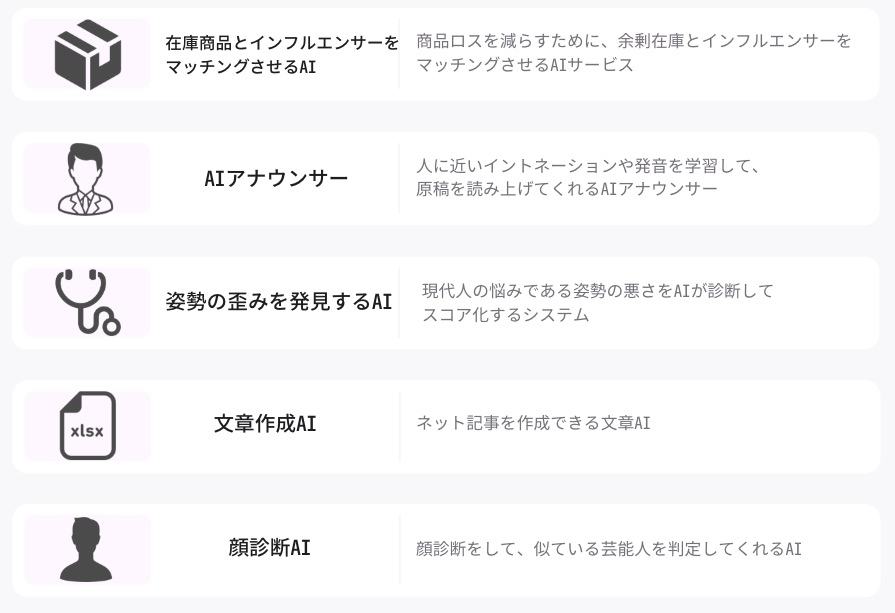 在庫商品とインフルエンサーを
マッチングさせるAI
商品ロスを減らすために、余剰在庫とインフルエンサーを
マッチングさせるAIサービス
AIアナウンサー
人に近いイントネーションや発音を学習して、
原稿を読み上げてくれるAIアナウンサー
姿勢の歪みを発見するAI
現代人の悩みである姿勢の悪さをAIが診断して
スコア化するシステム
xlsx
文章作成AI
ネット記事を作成できる文章AI
顔診断AI
顔診断をして、似ている芸能人を判定してくれるAI